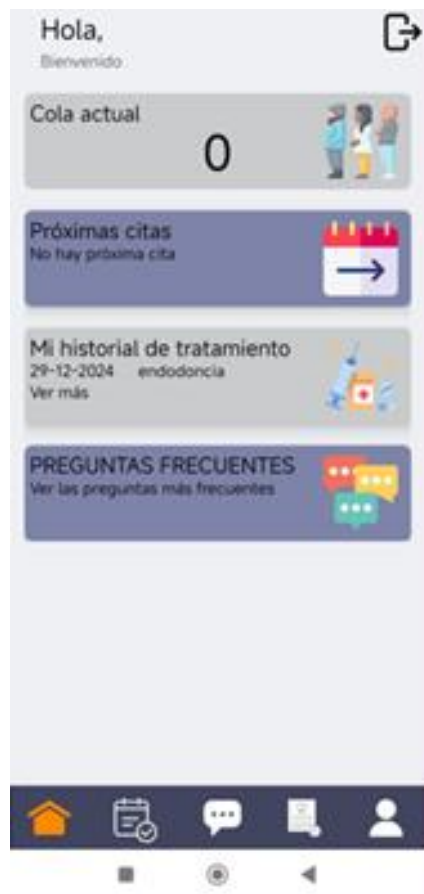 Hola,
Bienvenido
Cola actual
0
Próximas citas
No hay próxima cita
Mi historial de tratamiento
29-12-2024 endodoncia
Ver más
PREGUNTAS FRECUENTES
Ver las preguntas más frecuentes